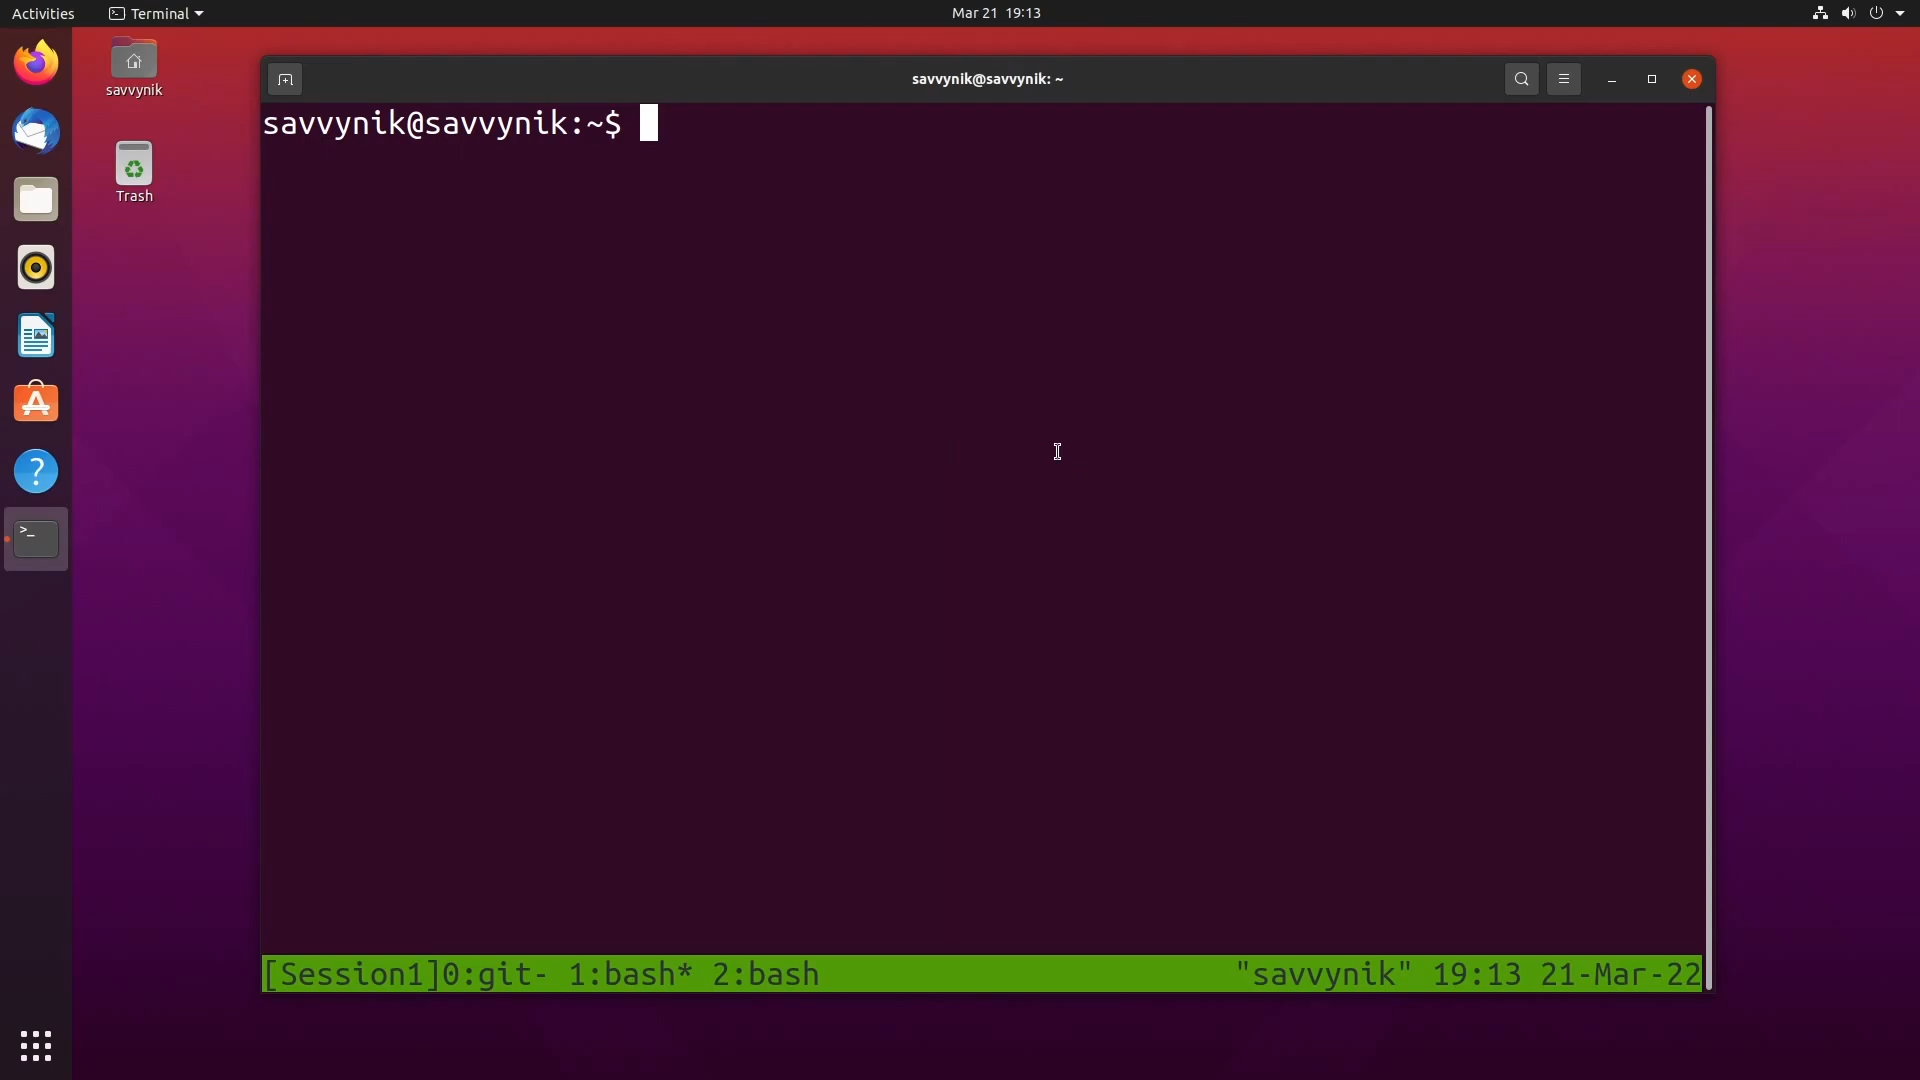 Activities Terminal Mar 21 19:13
savvynik@savvynik: ~
savvynik
Trash
savvynik@savvynik:~$
[Session1]0:git- 1:bash* 2:bash "savvynik" 19:13 21-Mar-22